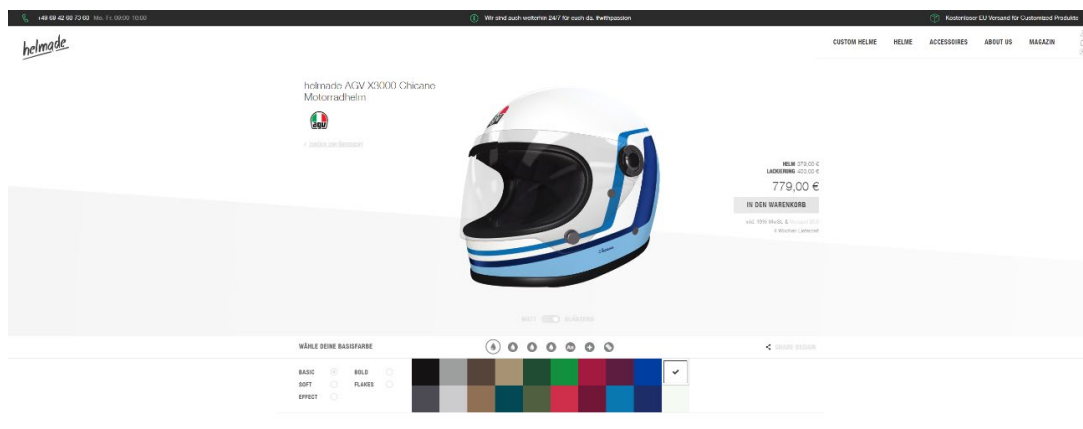 Wir sind auch weiterhin 24/7 für euch da. #withpassion
Kostenloser EU Versand für Customized Produkte
helmade
CUSTOM HELME
HELME
ACCESSOIRES
ABOUT US
MAGAZIN
helmade AGV X3000 Chicane
Motorradhelm
AGV
HELM 379,00 €
LACKIERUNG 400,00 €
779,00 €
IN DEN WARENKORB
WÄHLE DEINE BASISFARBE
SHARE DESIGN
BASIC
BOLD
SOFT
FLAKES
EFFECT